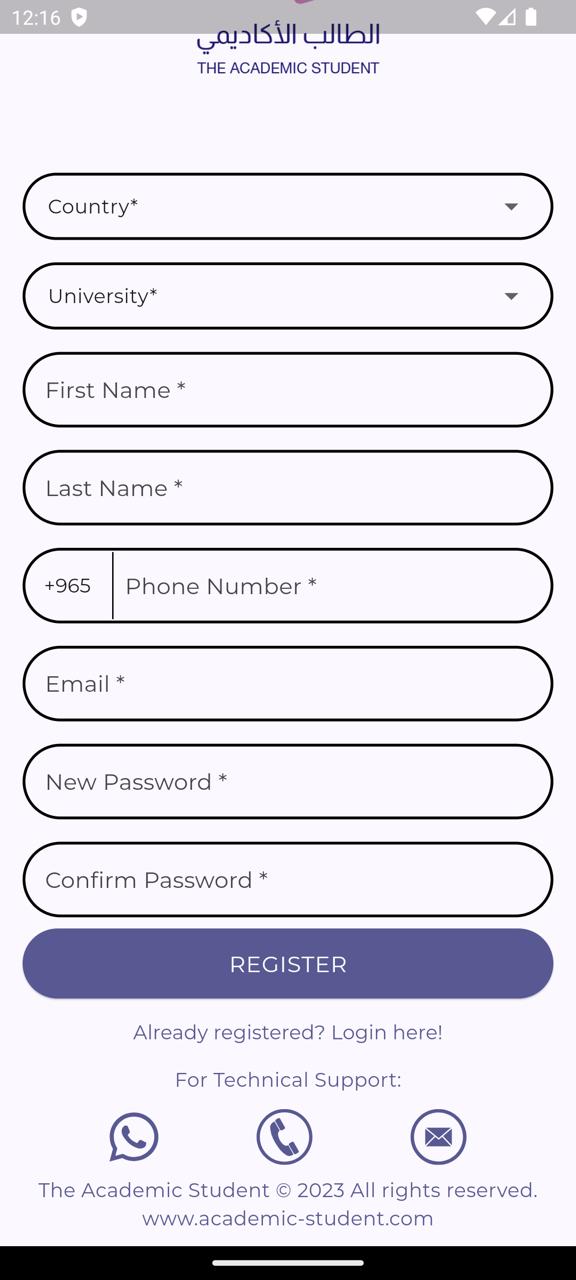 12:16
الطالب الأكاديمي
THE ACADEMIC STUDENT
Country*
University*
First Name *
Last Name *
+965 Phone Number *
Email *
New Password *
Confirm Password *
REGISTER
Already registered? Login here!
For Technical Support:
The Academic Student © 2023 All rights reserved.
www.academic-student.com